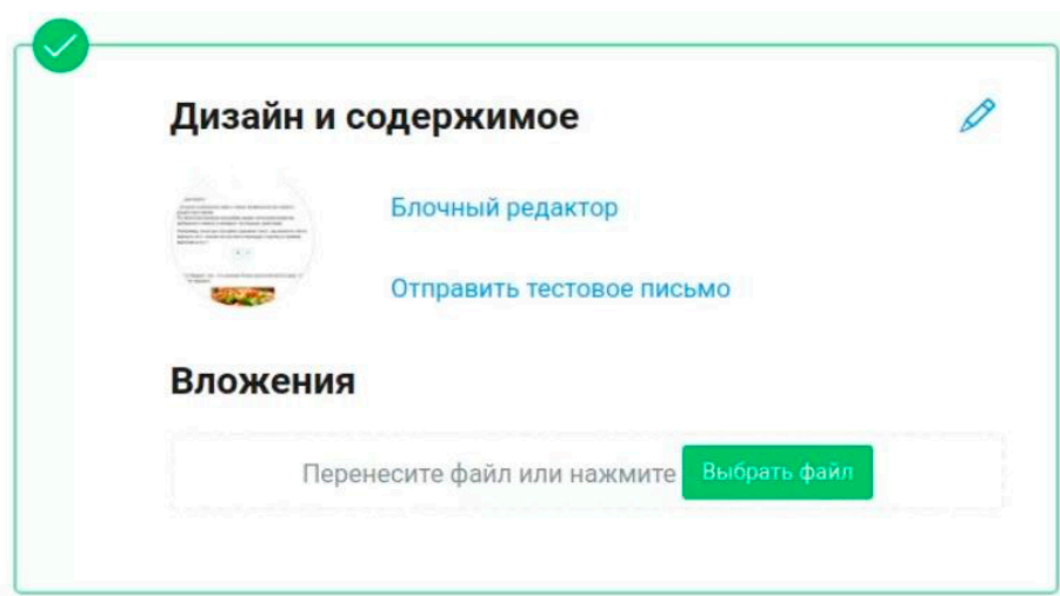 Дизайн и содержимое
Блочный редактор
Отправить тестовое письмо
Вложения
Перенесите файл или нажмите Выбрать файл